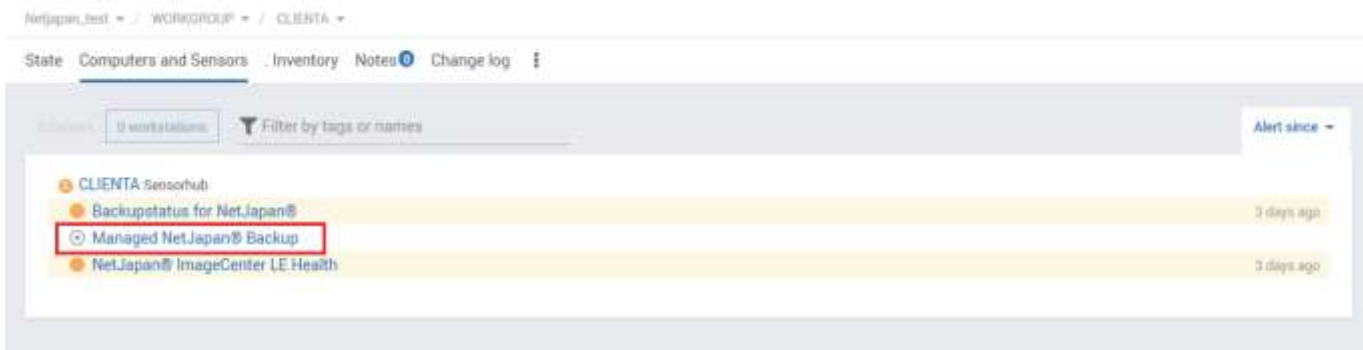 Netjapan_test / WORKGROUP / CLIENTA
State Computers and Sensors . Inventory Notes 0 Change log
0 workstations Filter by tags or names Alert since
CLIENTA Sensorhub
Backupstatus for NetJapan® 3 days ago
Managed NetJapan® Backup
NetJapan® ImageCenter LE Health 3 days ago